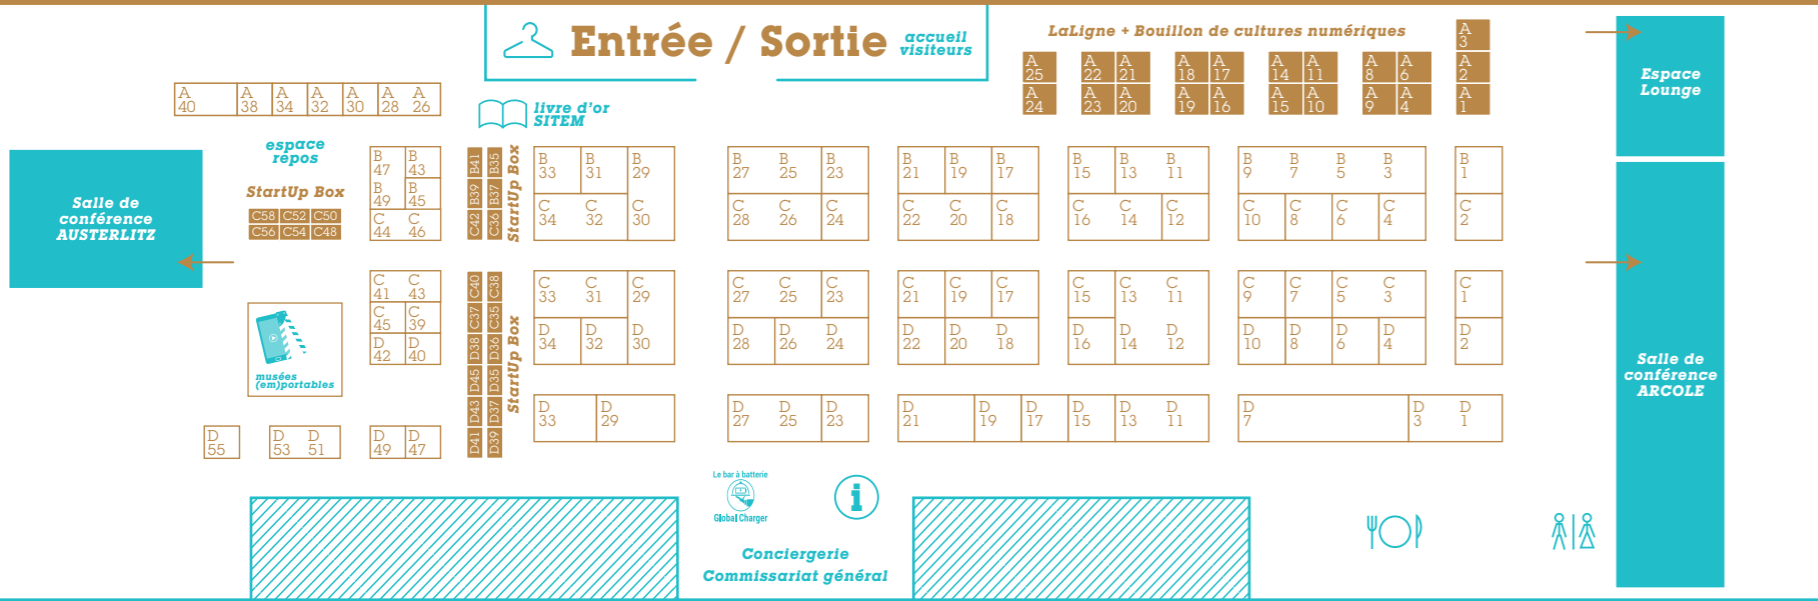 Entrée / Sortie
accueil
visiteurs
LaLigne + Bouillon de cultures numériques
A 3
A 25 A 22 A 21 A 18 A 17 A 14 A 11 A 8 A 6 A 2
A 24 A 23 A 20 A 19 A 16 A 15 A 10 A 9 A 4 A 1
Espace
Lounge
A 40 A 38 A 34 A 32 A 30 A 28 A 26
livre d'or
SITEM
espace
repos
StartUp Box
C58 C52 C50
C56 C54 C48
Salle de
conférence
AUSTERLITZ
B 47 B 43
B 49 B 45
C 44 C 46
B41 B35
B39 B37
C42 C36
StartUp Box
B 33 B 31 B 29 B 27 B 25 B 23 B 21 B 19 B 17 B 15 B 13 B 11 B 9 B 7 B 5 B 3 B 1
C 34 C 32 C 30 C 28 C 26 C 24 C 22 C 20 C 18 C 16 C 14 C 12 C 10 C 8 C 6 C 4 C 2
C 41 C 43
C 45 C 39
D 42 D 40
C40 C38
C37 C35
D38 D36
D45 D35
D43 D37
D41 D39
StartUp Box
C 33 C 31 C 29 C 27 C 25 C 23 C 21 C 19 C 17 C 15 C 13 C 11 C 9 C 7 C 5 C 3 C 1
D 34 D 32 D 30 D 28 D 26 D 24 D 22 D 20 D 18 D 16 D 14 D 12 D 10 D 8 D 6 D 4 D 2
musées
(em)portables
Salle de
conférence
ARCOLE
D 33 D 29 D 27 D 25 D 23 D 21 D 19 D 17 D 15 D 13 D 11 D 7 D 3 D 1
D 55 D 53 D 51 D 49 D 47
Le bar à batterie
Global Charger
i
Conciergerie
Commissariat général